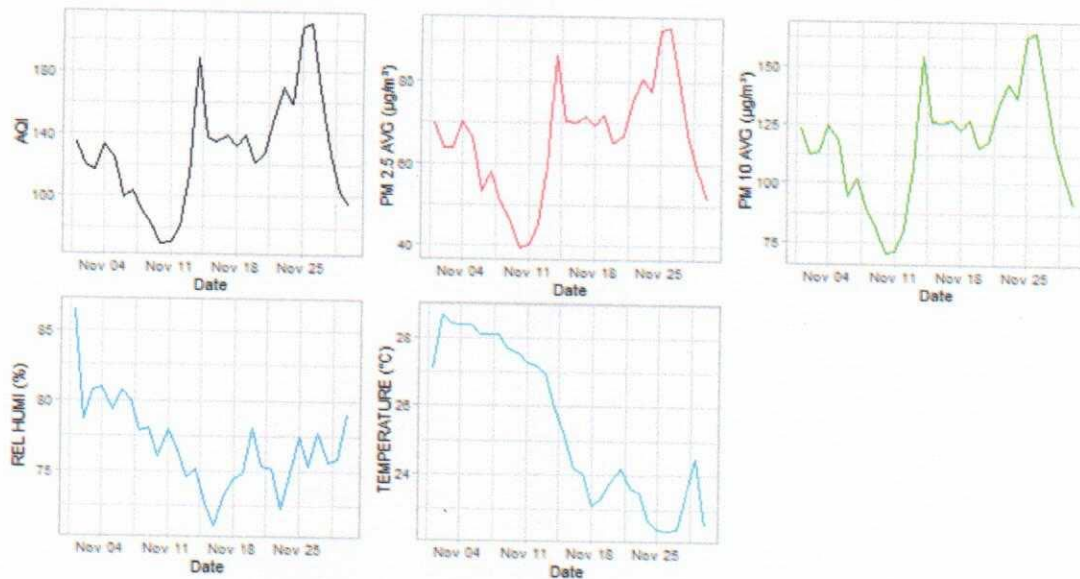 AQI
180
140
100
Nov 04 Nov 11 Nov 18 Nov 25
Date
PM 2.5 AVG (µg/m³)
80
60
40
Nov 04 Nov 11 Nov 18 Nov 25
Date
PM 10 AVG (µg/m³)
150
125
100
75
Nov 04 Nov 11 Nov 18 Nov 25
Date
REL HUMI (%)
85
80
75
Nov 04 Nov 11 Nov 18 Nov 25
Date
TEMPERATURE (°C)
28
26
24
Nov 04 Nov 11 Nov 18 Nov 25
Date